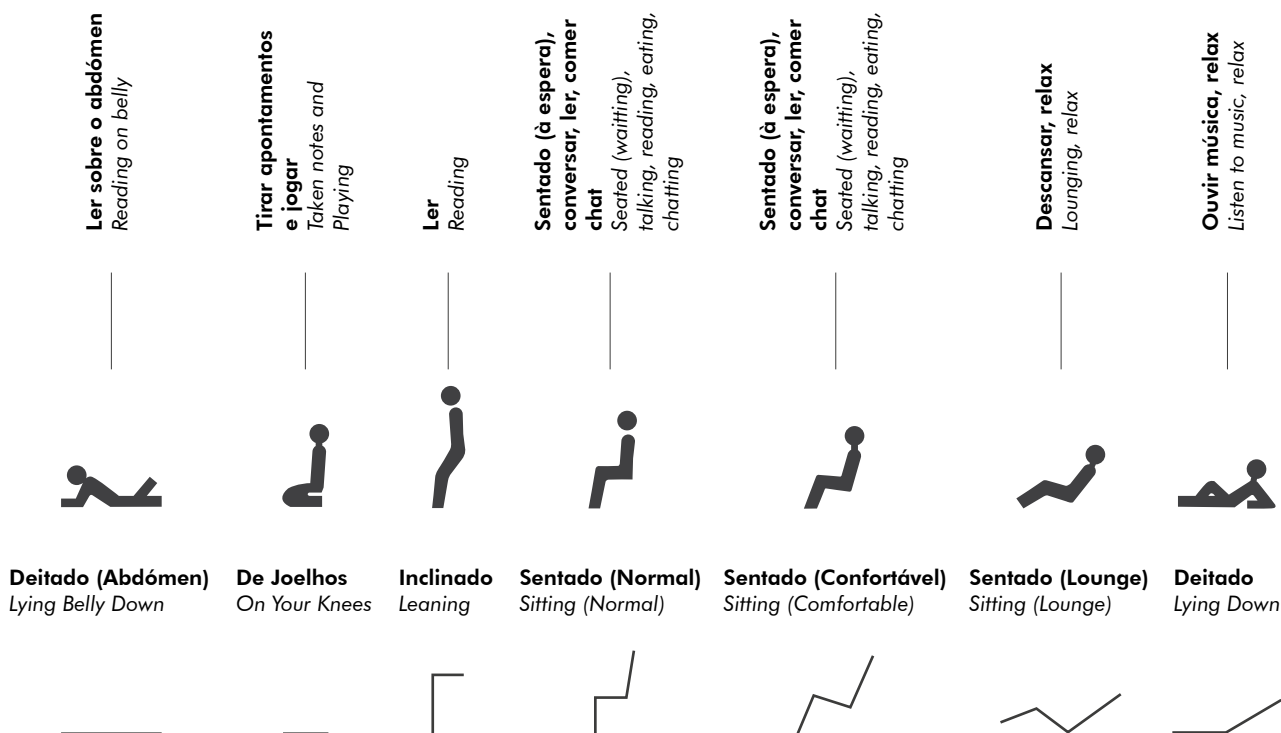 Ler sobre o abdómen
Reading on belly
Tirar apontamentos
e jogar
Taken notes and
Playing
Ler
Reading
Sentado (à espera),
conversar, ler, comer
chat
Seated (waitting),
talking, reading, eating,
chatting
Sentado (à espera),
conversar, ler, comer
chat
Seated (waitting),
talking, reading, eating,
chatting
Descansar, relax
Lounging, relax
Ouvir música, relax
Listen to music, relax
Deitado (Abdómen)
Lying Belly Down
De Joelhos
On Your Knees
Inclinado
Leaning
Sentado (Normal)
Sitting (Normal)
Sentado (Confortável)
Sitting (Comfortable)
Sentado (Lounge)
Sitting (Lounge)
Deitado
Lying Down